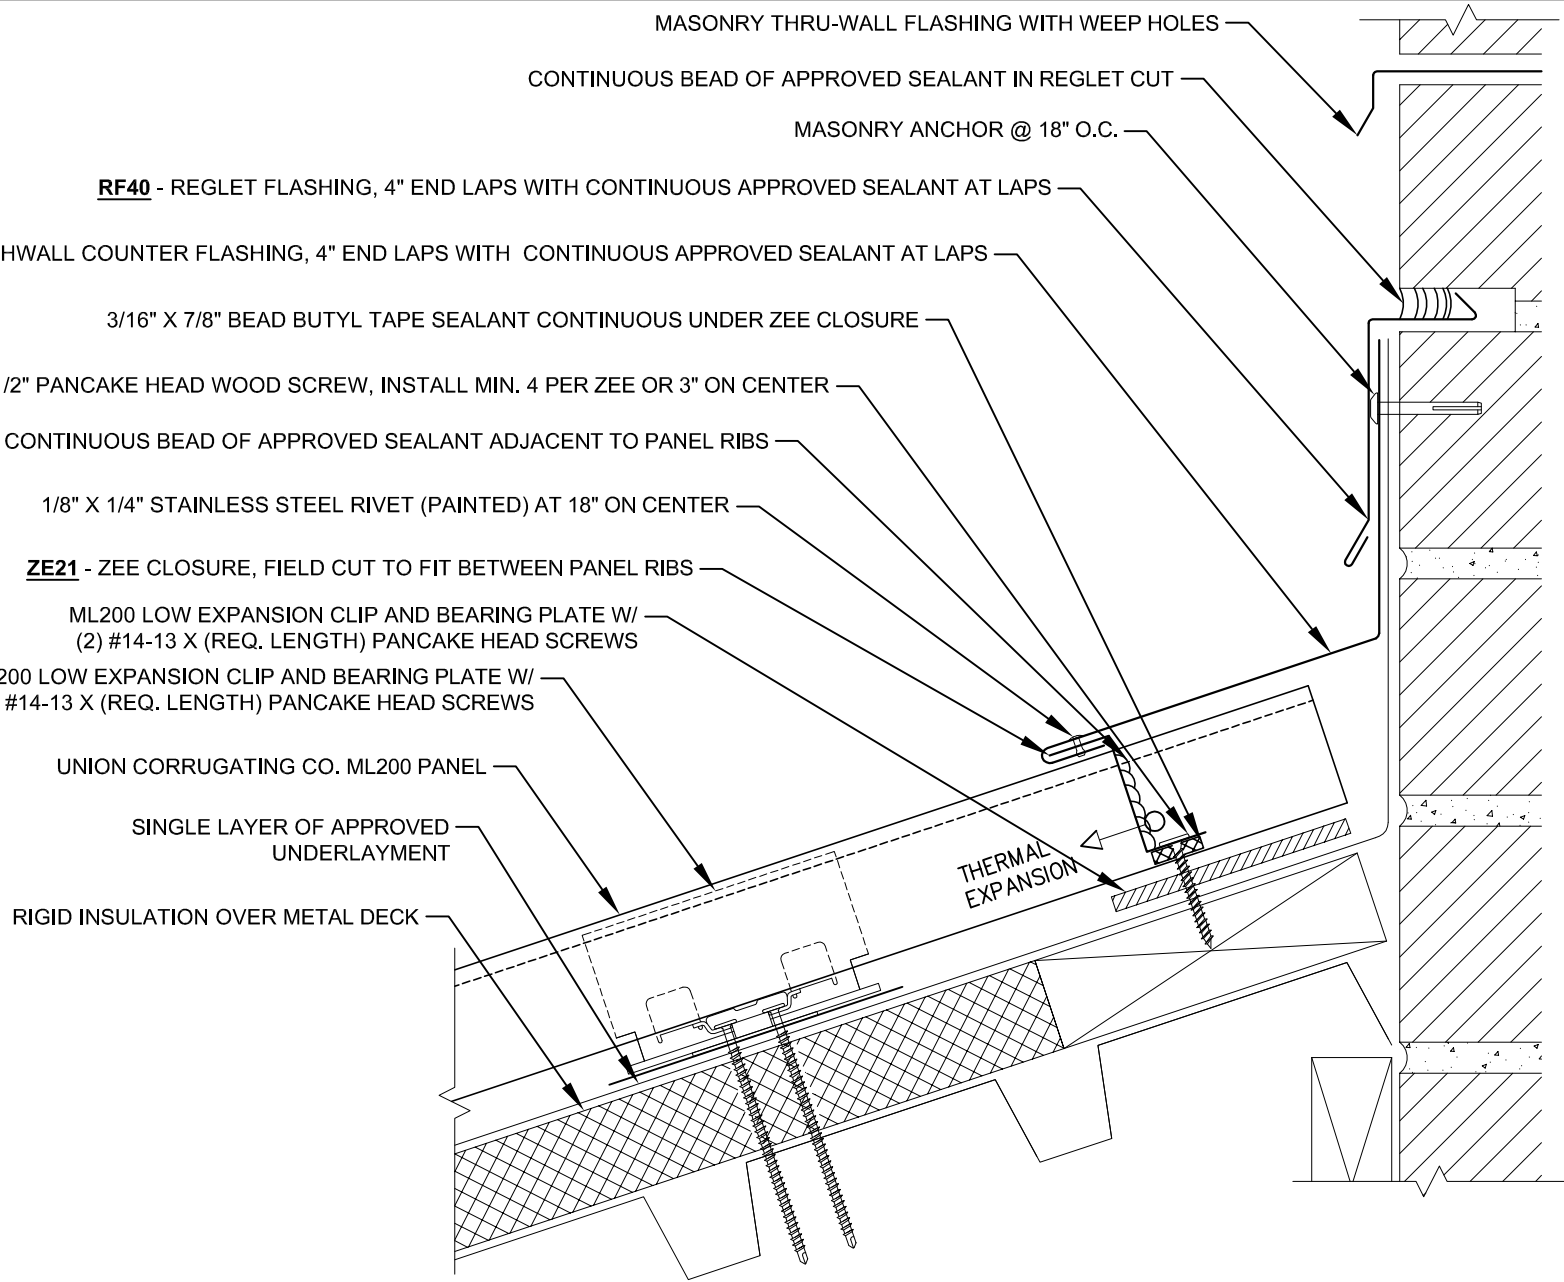 MASONRY THRU-WALL FLASHING WITH WEEP HOLES
CONTINUOUS BEAD OF APPROVED SEALANT IN REGLET CUT
MASONRY ANCHOR @ 18" O.C.
RF40 - REGLET FLASHING, 4" END LAPS WITH CONTINUOUS APPROVED SEALANT AT LAPS
HWALL COUNTER FLASHING, 4" END LAPS WITH CONTINUOUS APPROVED SEALANT AT LAPS
3/16" X 7/8" BEAD BUTYL TAPE SEALANT CONTINUOUS UNDER ZEE CLOSURE
/2" PANCAKE HEAD WOOD SCREW, INSTALL MIN. 4 PER ZEE OR 3" ON CENTER
CONTINUOUS BEAD OF APPROVED SEALANT ADJACENT TO PANEL RIBS
1/8" X 1/4" STAINLESS STEEL RIVET (PAINTED) AT 18" ON CENTER
ZE21 - ZEE CLOSURE, FIELD CUT TO FIT BETWEEN PANEL RIBS
ML200 LOW EXPANSION CLIP AND BEARING PLATE W/
(2) #14-13 X (REQ. LENGTH) PANCAKE HEAD SCREWS
200 LOW EXPANSION CLIP AND BEARING PLATE W/
#14-13 X (REQ. LENGTH) PANCAKE HEAD SCREWS
UNION CORRUGATING CO. ML200 PANEL
SINGLE LAYER OF APPROVED
UNDERLAYMENT
THERMAL
EXPANSION
RIGID INSULATION OVER METAL DECK